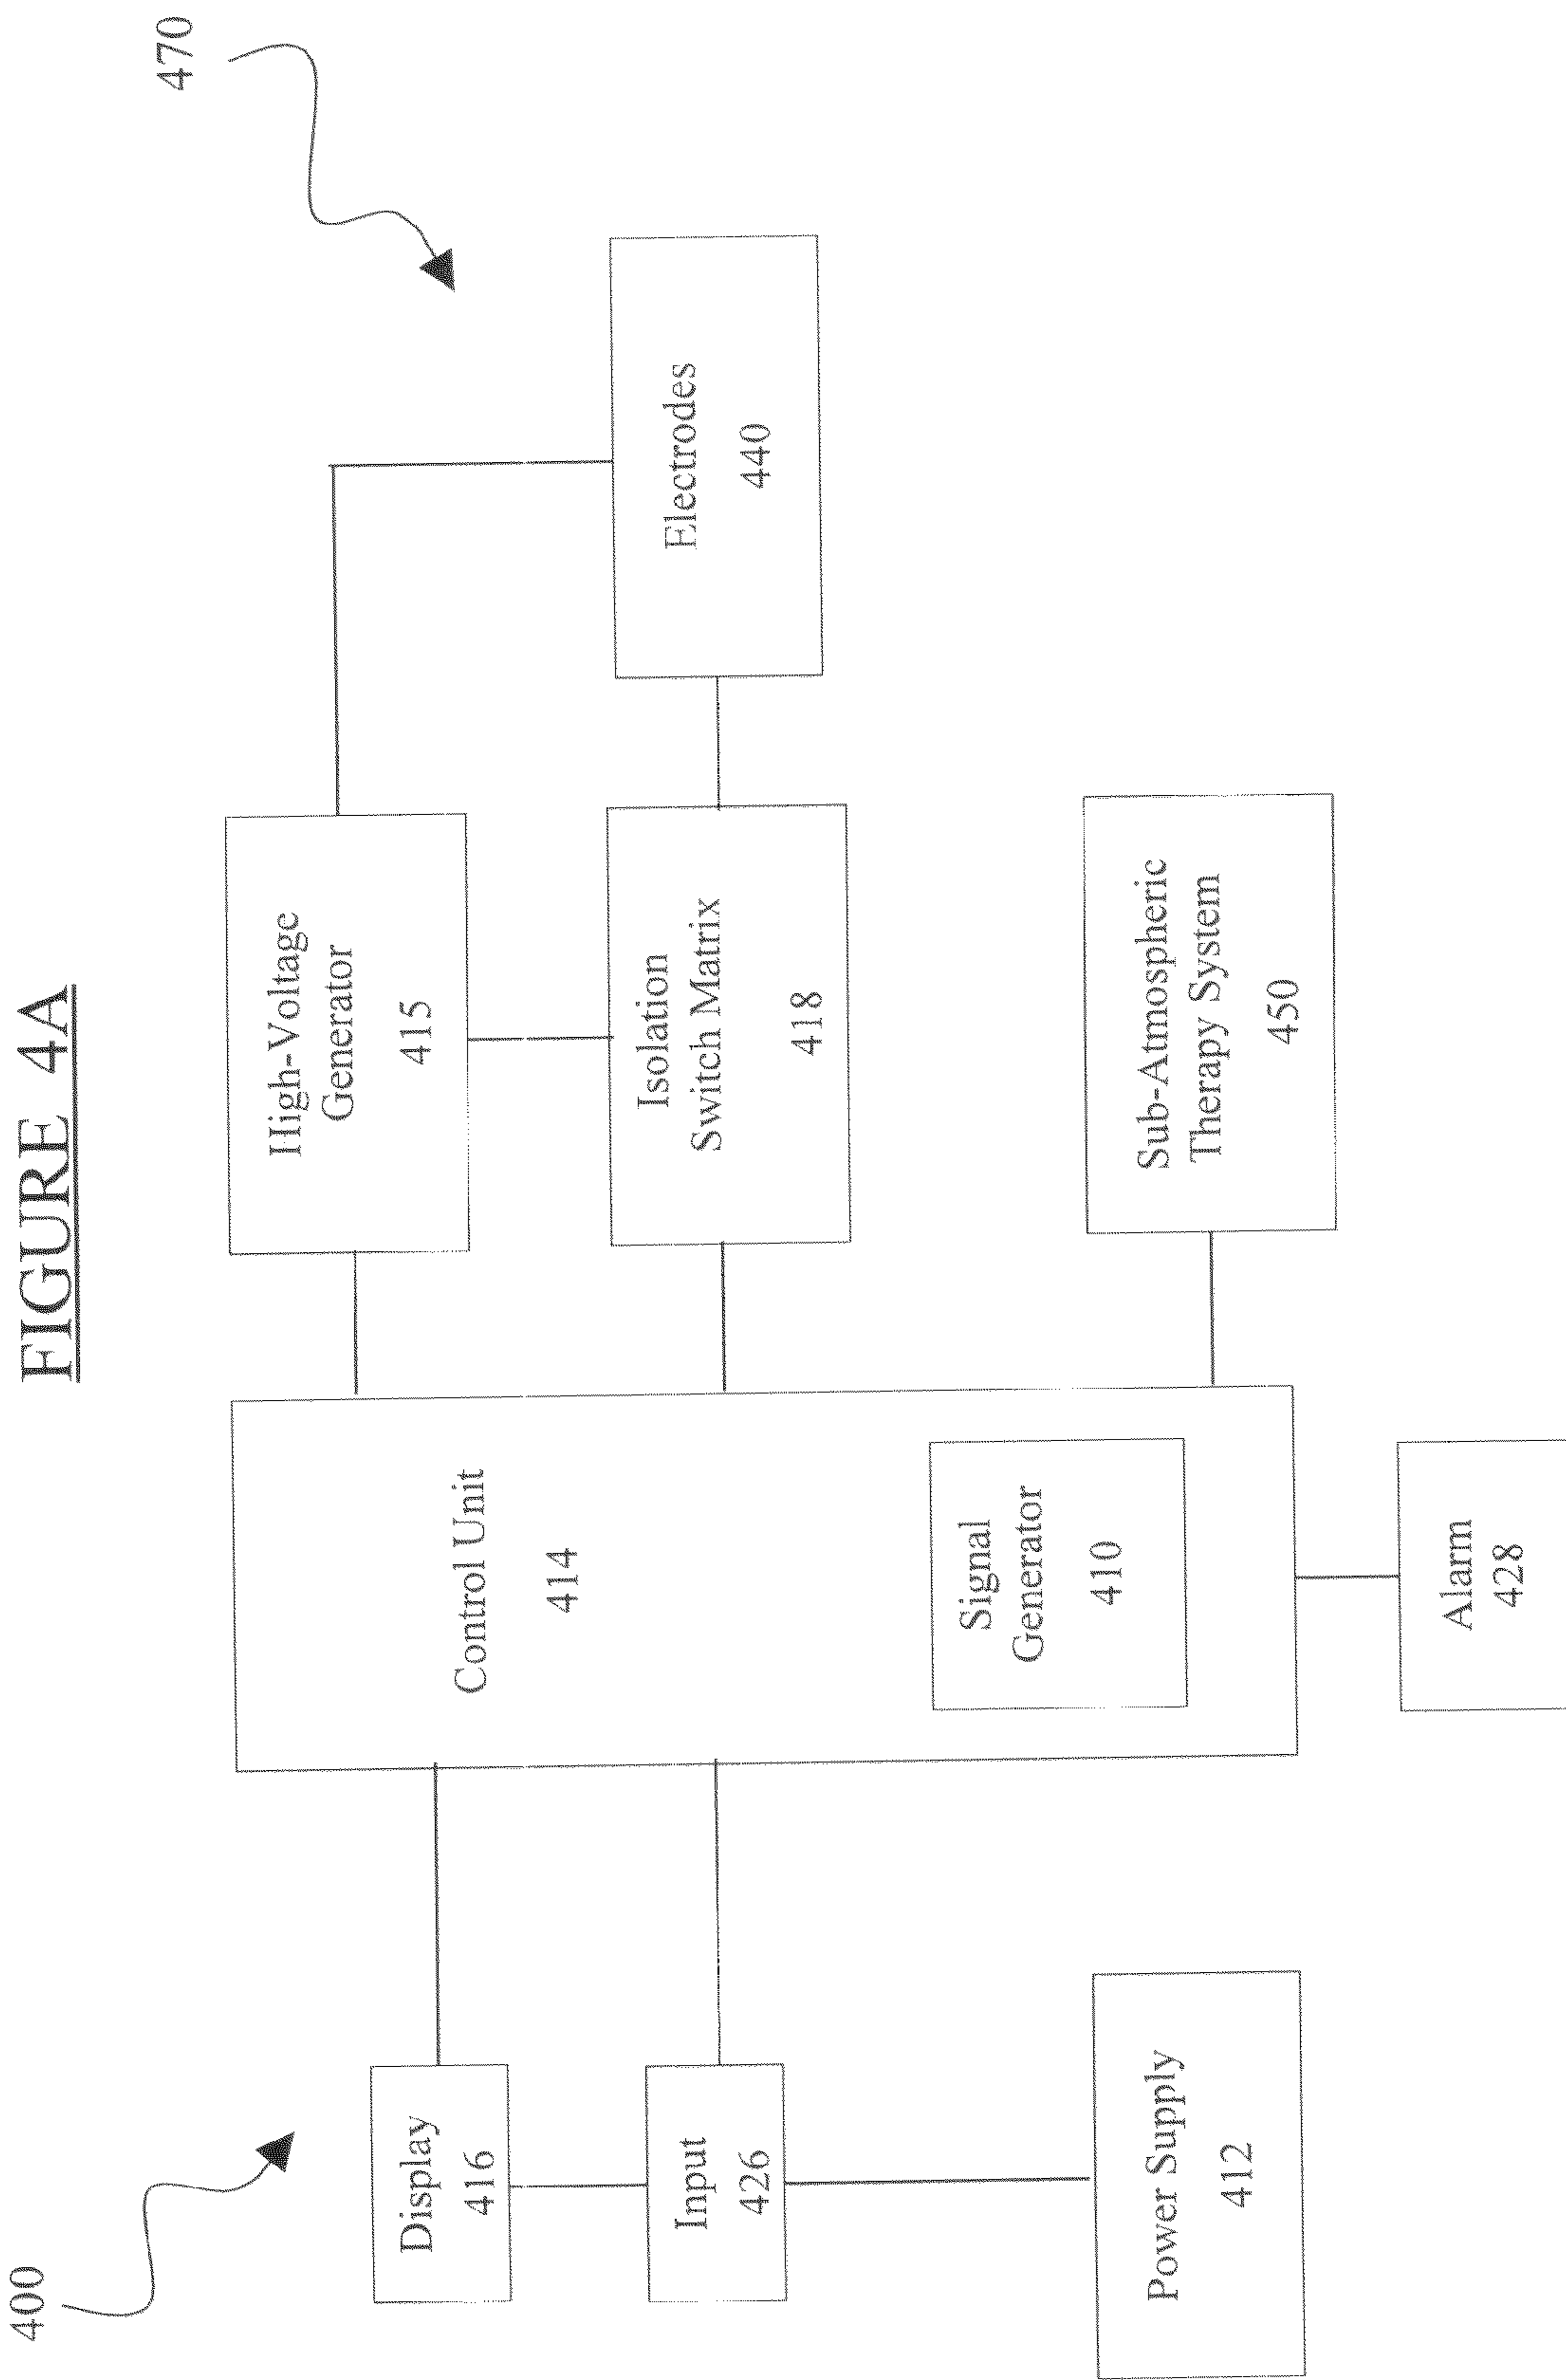 FIGURE 4A
400
470
Display
416
Input
426
Power Supply
412
Control Unit
414
Signal
Generator
410
Alarm
428
High-Voltage
Generator
415
Isolation
Switch Matrix
418
Sub-Atmospheric
Therapy System
450
Electrodes
440